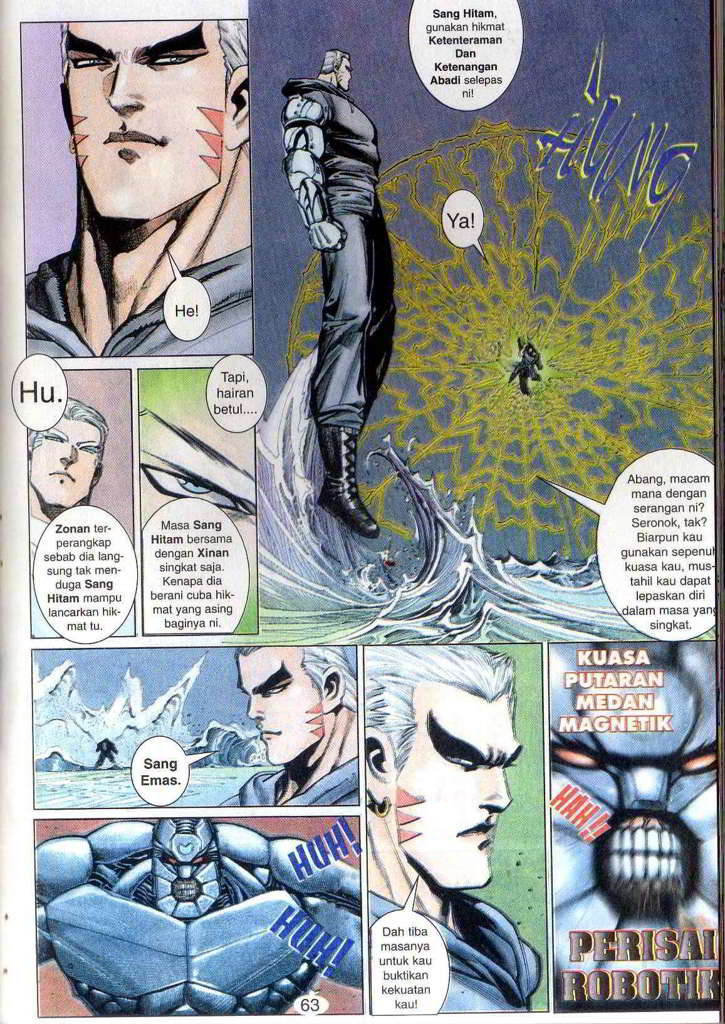 He!
Sang Hitam,
gunakan hikmat
Ketenteraman
Dan
Ketenangan
Abadi selepas
ni!
Ya!
Hu.
Zonan ter-
perangkap
sebab dia lang-
sung tak men-
duga Sang
Hitam mampu
lancarkan hik-
mat tu.
Tapi,
hairan
betul....
Masa Sang
Hitam bersama
dengan Xinan
singkat saja.
Kenapa dia
berani cuba hik-
mat yang asing
baginya ni.
Abang, macam
mana dengan
serangan ni?
Seronok, tak?
Biarpun kau
gunakan sepenuh
kuasa kau, mus-
tahil kau dapat
lepaskan diri
dalam masa yang
singkat.
Sang
Emas.
HUH!
HUH!
Dah tiba
masanya
untuk kau
buktikan
kekuatan
kau!
KUASA
PUTARAN
MEDAN
MAGNETIK
HAH!!
PERISAI
ROBOTIK
63